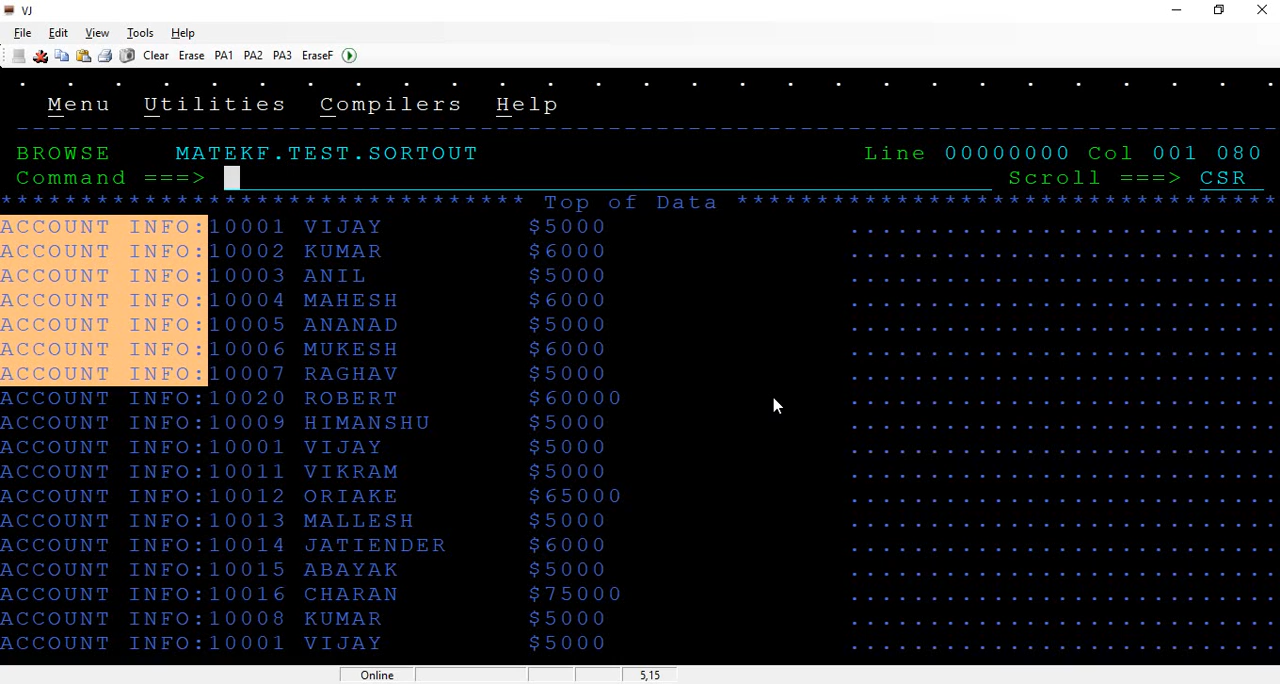 VJ
File Edit View Tools Help
Clear Erase PA1 PA2 PA3 EraseF
Menu Utilities Compilers Help
BROWSE MATEKF.TEST.SORTOUT Line 00000000 Col 001 080
Command ===> Scroll ===> CSR
********************************* Top of Data **********************************
ACCOUNT INFO:10001 VIJAY $5000 ...........................
ACCOUNT INFO:10002 KUMAR $6000 ...........................
ACCOUNT INFO:10003 ANIL $5000 ...........................
ACCOUNT INFO:10004 MAHESH $6000 ...........................
ACCOUNT INFO:10005 ANANAD $5000 ...........................
ACCOUNT INFO:10006 MUKESH $6000 ...........................
ACCOUNT INFO:10007 RAGHAV $5000 ...........................
ACCOUNT INFO:10020 ROBERT $60000 ...........................
ACCOUNT INFO:10009 HIMANSHU $5000 ...........................
ACCOUNT INFO:10001 VIJAY $5000 ...........................
ACCOUNT INFO:10011 VIKRAM $5000 ...........................
ACCOUNT INFO:10012 ORIAKE $65000 ...........................
ACCOUNT INFO:10013 MALLESH $5000 ...........................
ACCOUNT INFO:10014 JATIENDER $6000 ...........................
ACCOUNT INFO:10015 ABAYAK $5000 ...........................
ACCOUNT INFO:10016 CHARAN $75000 ...........................
ACCOUNT INFO:10008 KUMAR $5000 ...........................
ACCOUNT INFO:10001 VIJAY $5000 ...........................
Online 5,15